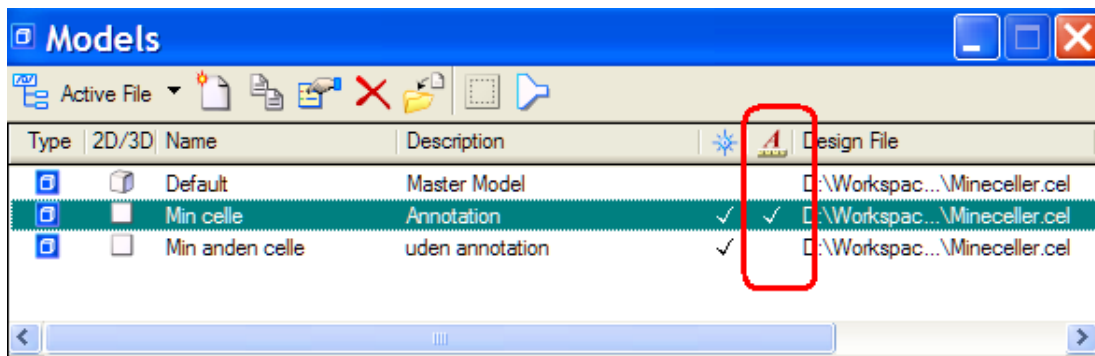 Models
Active File
Type 2D/3D Name Description A Design File
Default Master Model D:\Workspac...\Mineceller.cel
Min celle Annotation D:\Workspac...\Mineceller.cel
Min anden celle uden annotation D:\Workspac...\Mineceller.cel